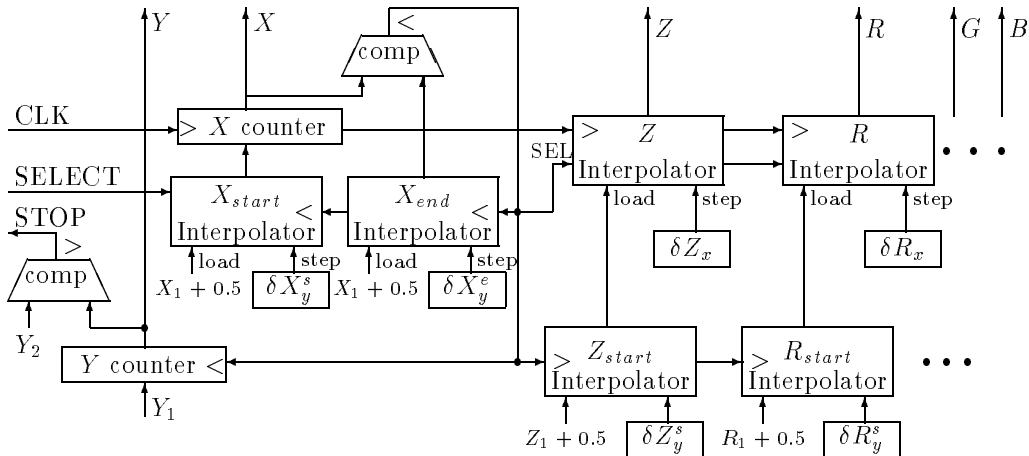 Y X Z R G B
< comp
CLK
> X counter
> Z Interpolator
> R Interpolator
• • •
SEL
SELECT
X_start < Interpolator
X_end < Interpolator
load step load step
STOP
> comp
load step load step
X_1 + 0.5 δX_y^s X_1 + 0.5 δX_y^e
δZ_x δR_x
Y_2
Y counter <
> Z_start Interpolator
> R_start Interpolator
• • •
Y_1
Z_1 + 0.5 δZ_y^s R_1 + 0.5 δR_y^s